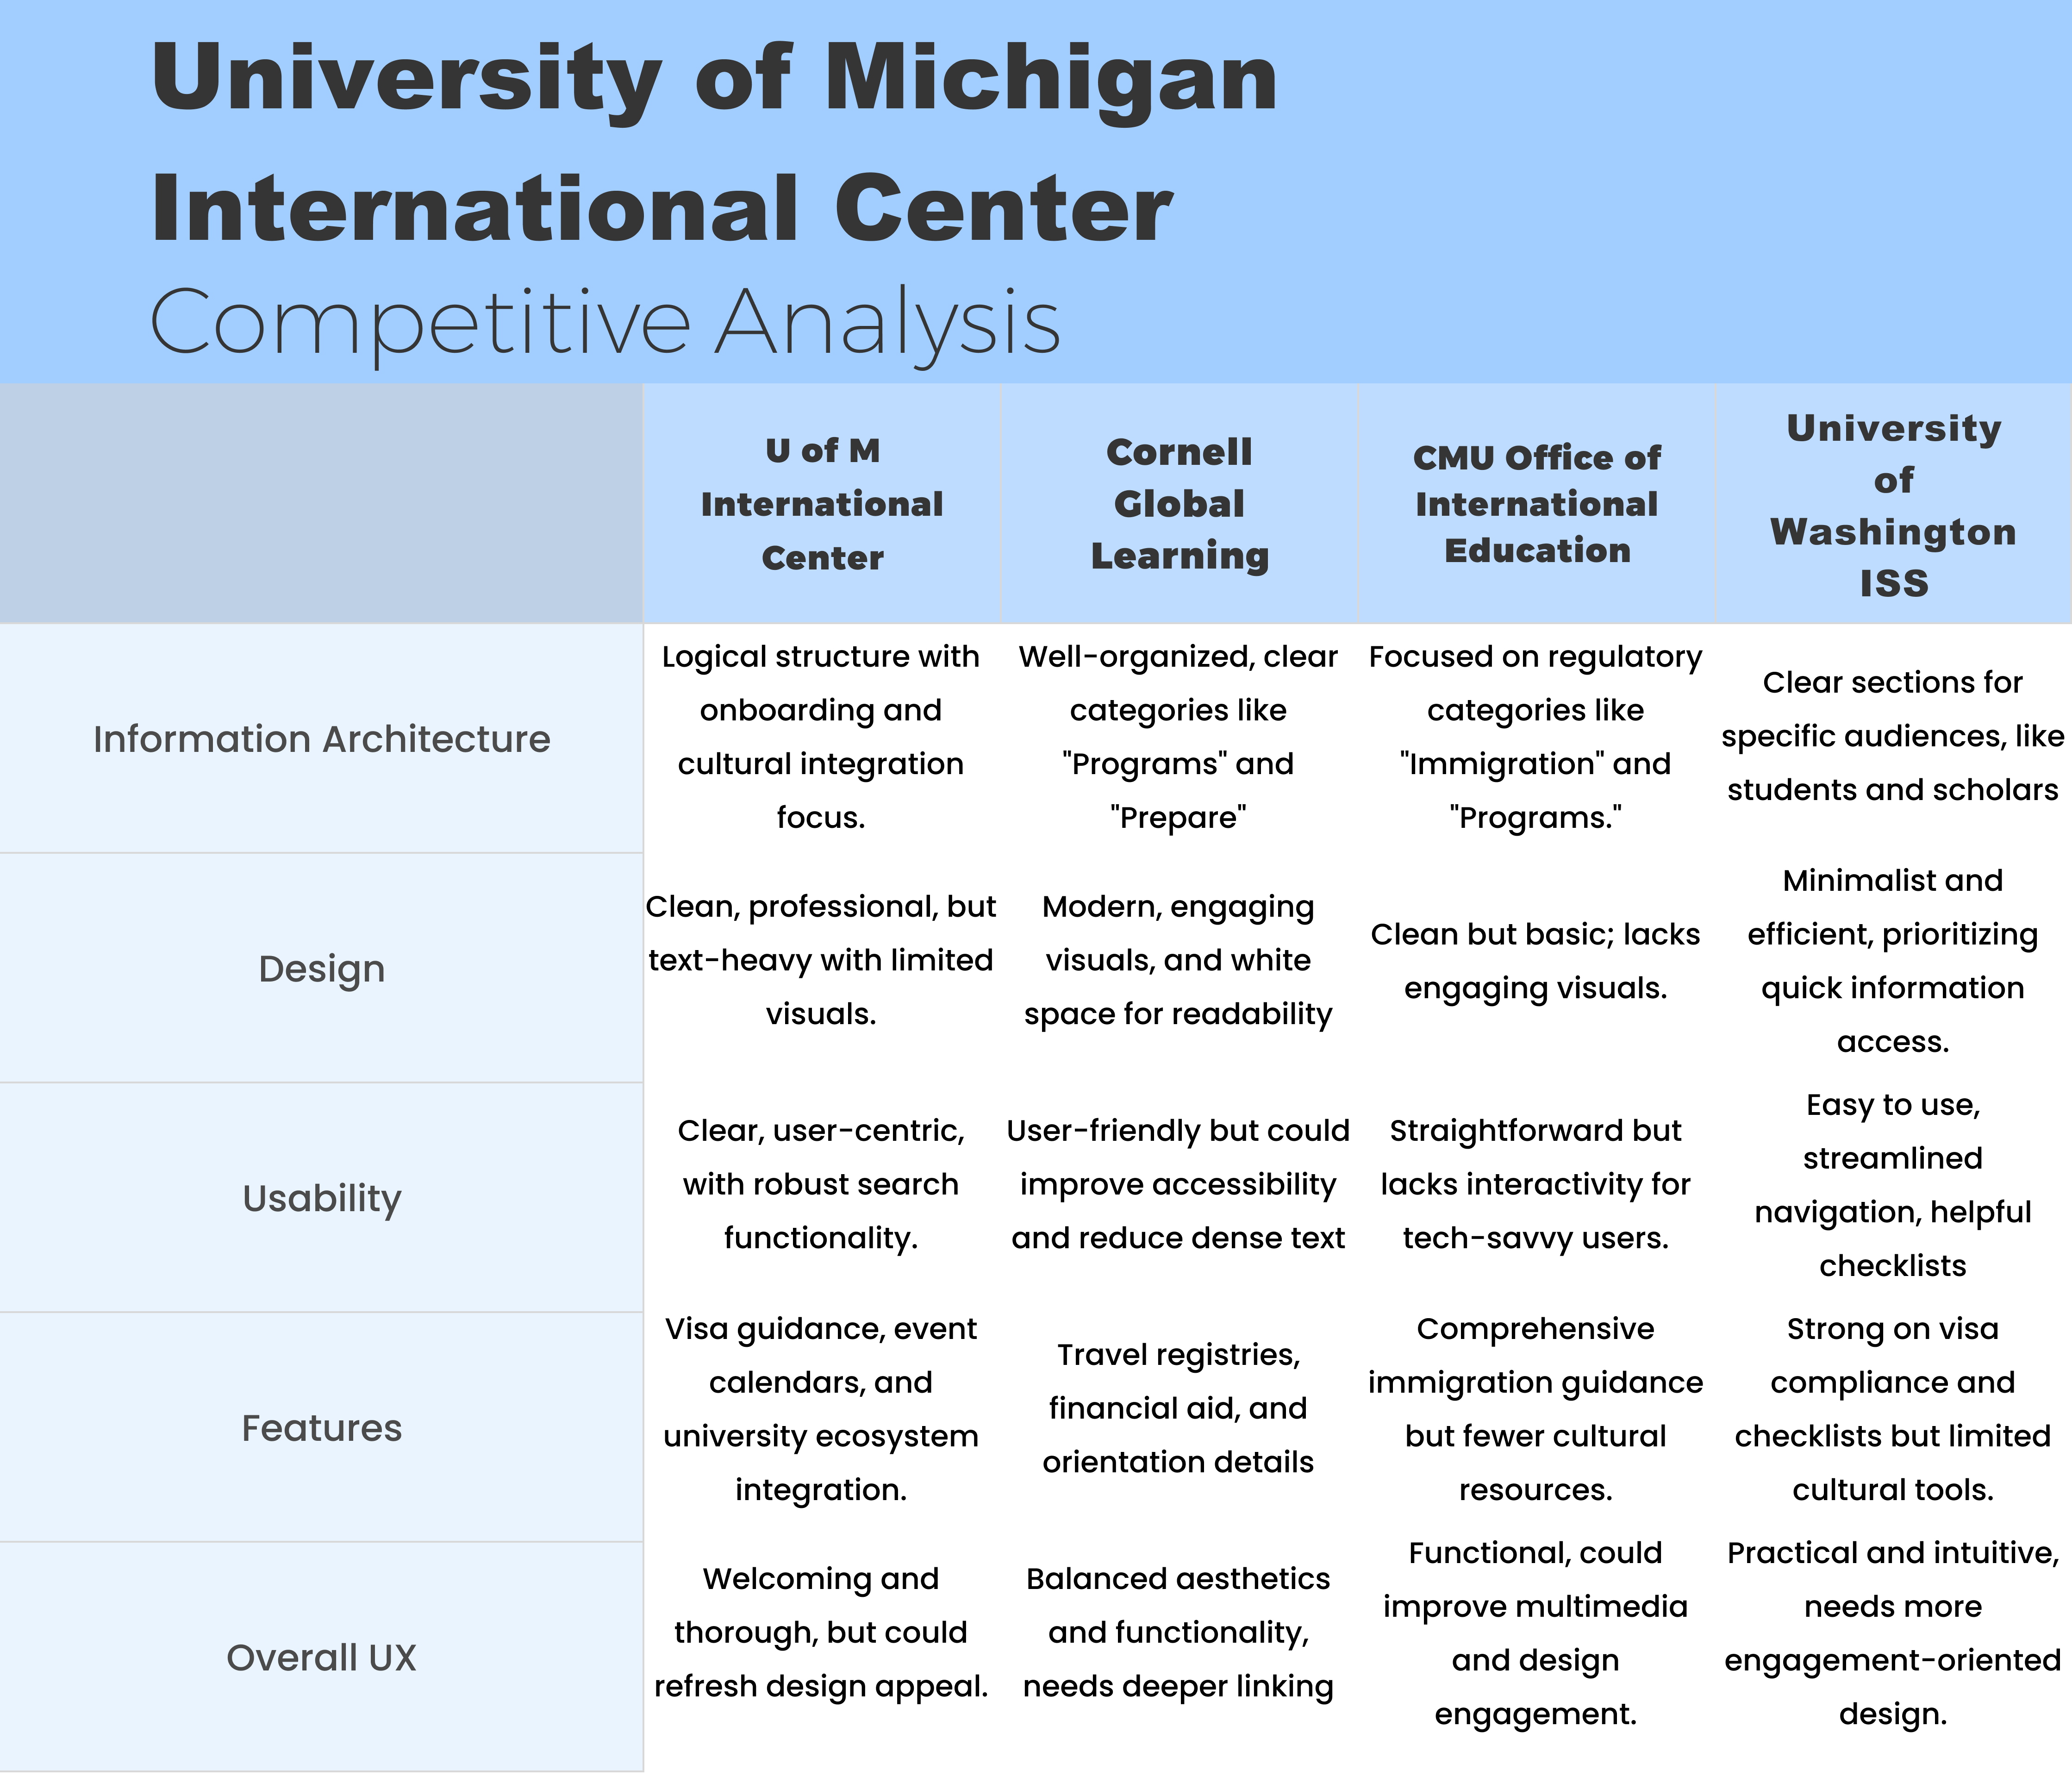 University of Michigan
International Center
Competitive Analysis
U of M
International
Center
Cornell
Global
Learning
CMU Office of
International
Education
University
of
Washington
ISS
Information Architecture
Logical structure with
onboarding and
cultural integration
focus.
Well-organized, clear
categories like
"Programs" and
"Prepare"
Focused on regulatory
categories like
"Immigration" and
"Programs."
Clear sections for
specific audiences, like
students and scholars
Design
Clean, professional, but
text-heavy with limited
visuals.
Modern, engaging
visuals, and white
space for readability
Clean but basic; lacks
engaging visuals.
Minimalist and
efficient, prioritizing
quick information
access.
Usability
Clear, user-centric,
with robust search
functionality.
User-friendly but could
improve accessibility
and reduce dense text
Straightforward but
lacks interactivity for
tech-savvy users.
Easy to use,
streamlined
navigation, helpful
checklists
Features
Visa guidance, event
calendars, and
university ecosystem
integration.
Travel registries,
financial aid, and
orientation details
Comprehensive
immigration guidance
but fewer cultural
resources.
Strong on visa
compliance and
checklists but limited
cultural tools.
Overall UX
Welcoming and
thorough, but could
refresh design appeal.
Balanced aesthetics
and functionality,
needs deeper linking
Functional, could
improve multimedia
and design
engagement.
Practical and intuitive,
needs more
engagement-oriented
design.